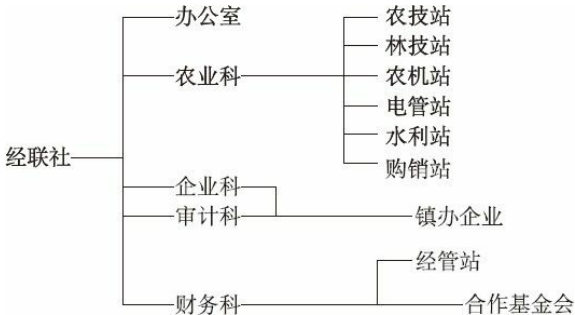 办公室
农业科
农技站
林技站
农机站
电管站
水利站
购销站
经联社
企业科
审计科
镇办企业
经管站
财务科
合作基金会